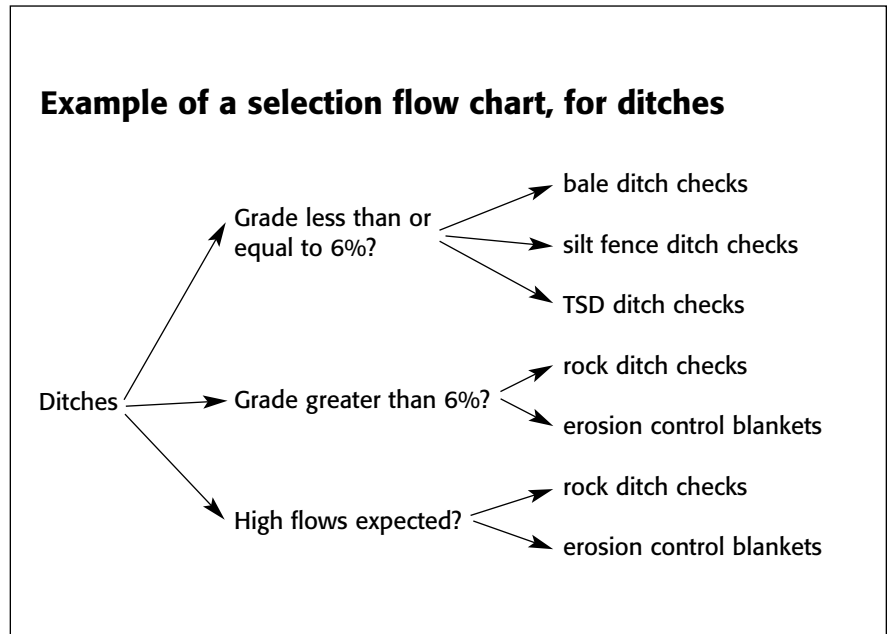 Example of a selection flow chart, for ditches
bale ditch checks
Grade less than or
equal to 6%?
silt fence ditch checks
TSD ditch checks
rock ditch checks
Ditches
Grade greater than 6%?
erosion control blankets
rock ditch checks
High flows expected?
erosion control blankets